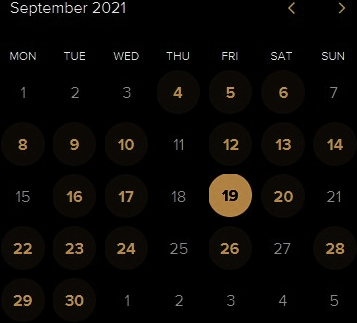 September 2021
MON TUE WED THU FRI SAT SUN
1 2 3 4 5 6 7
8 9 10 11 12 13 14
15 16 17 18 19 20 21
22 23 24 25 26 27 28
29 30 1 2 3 4 5